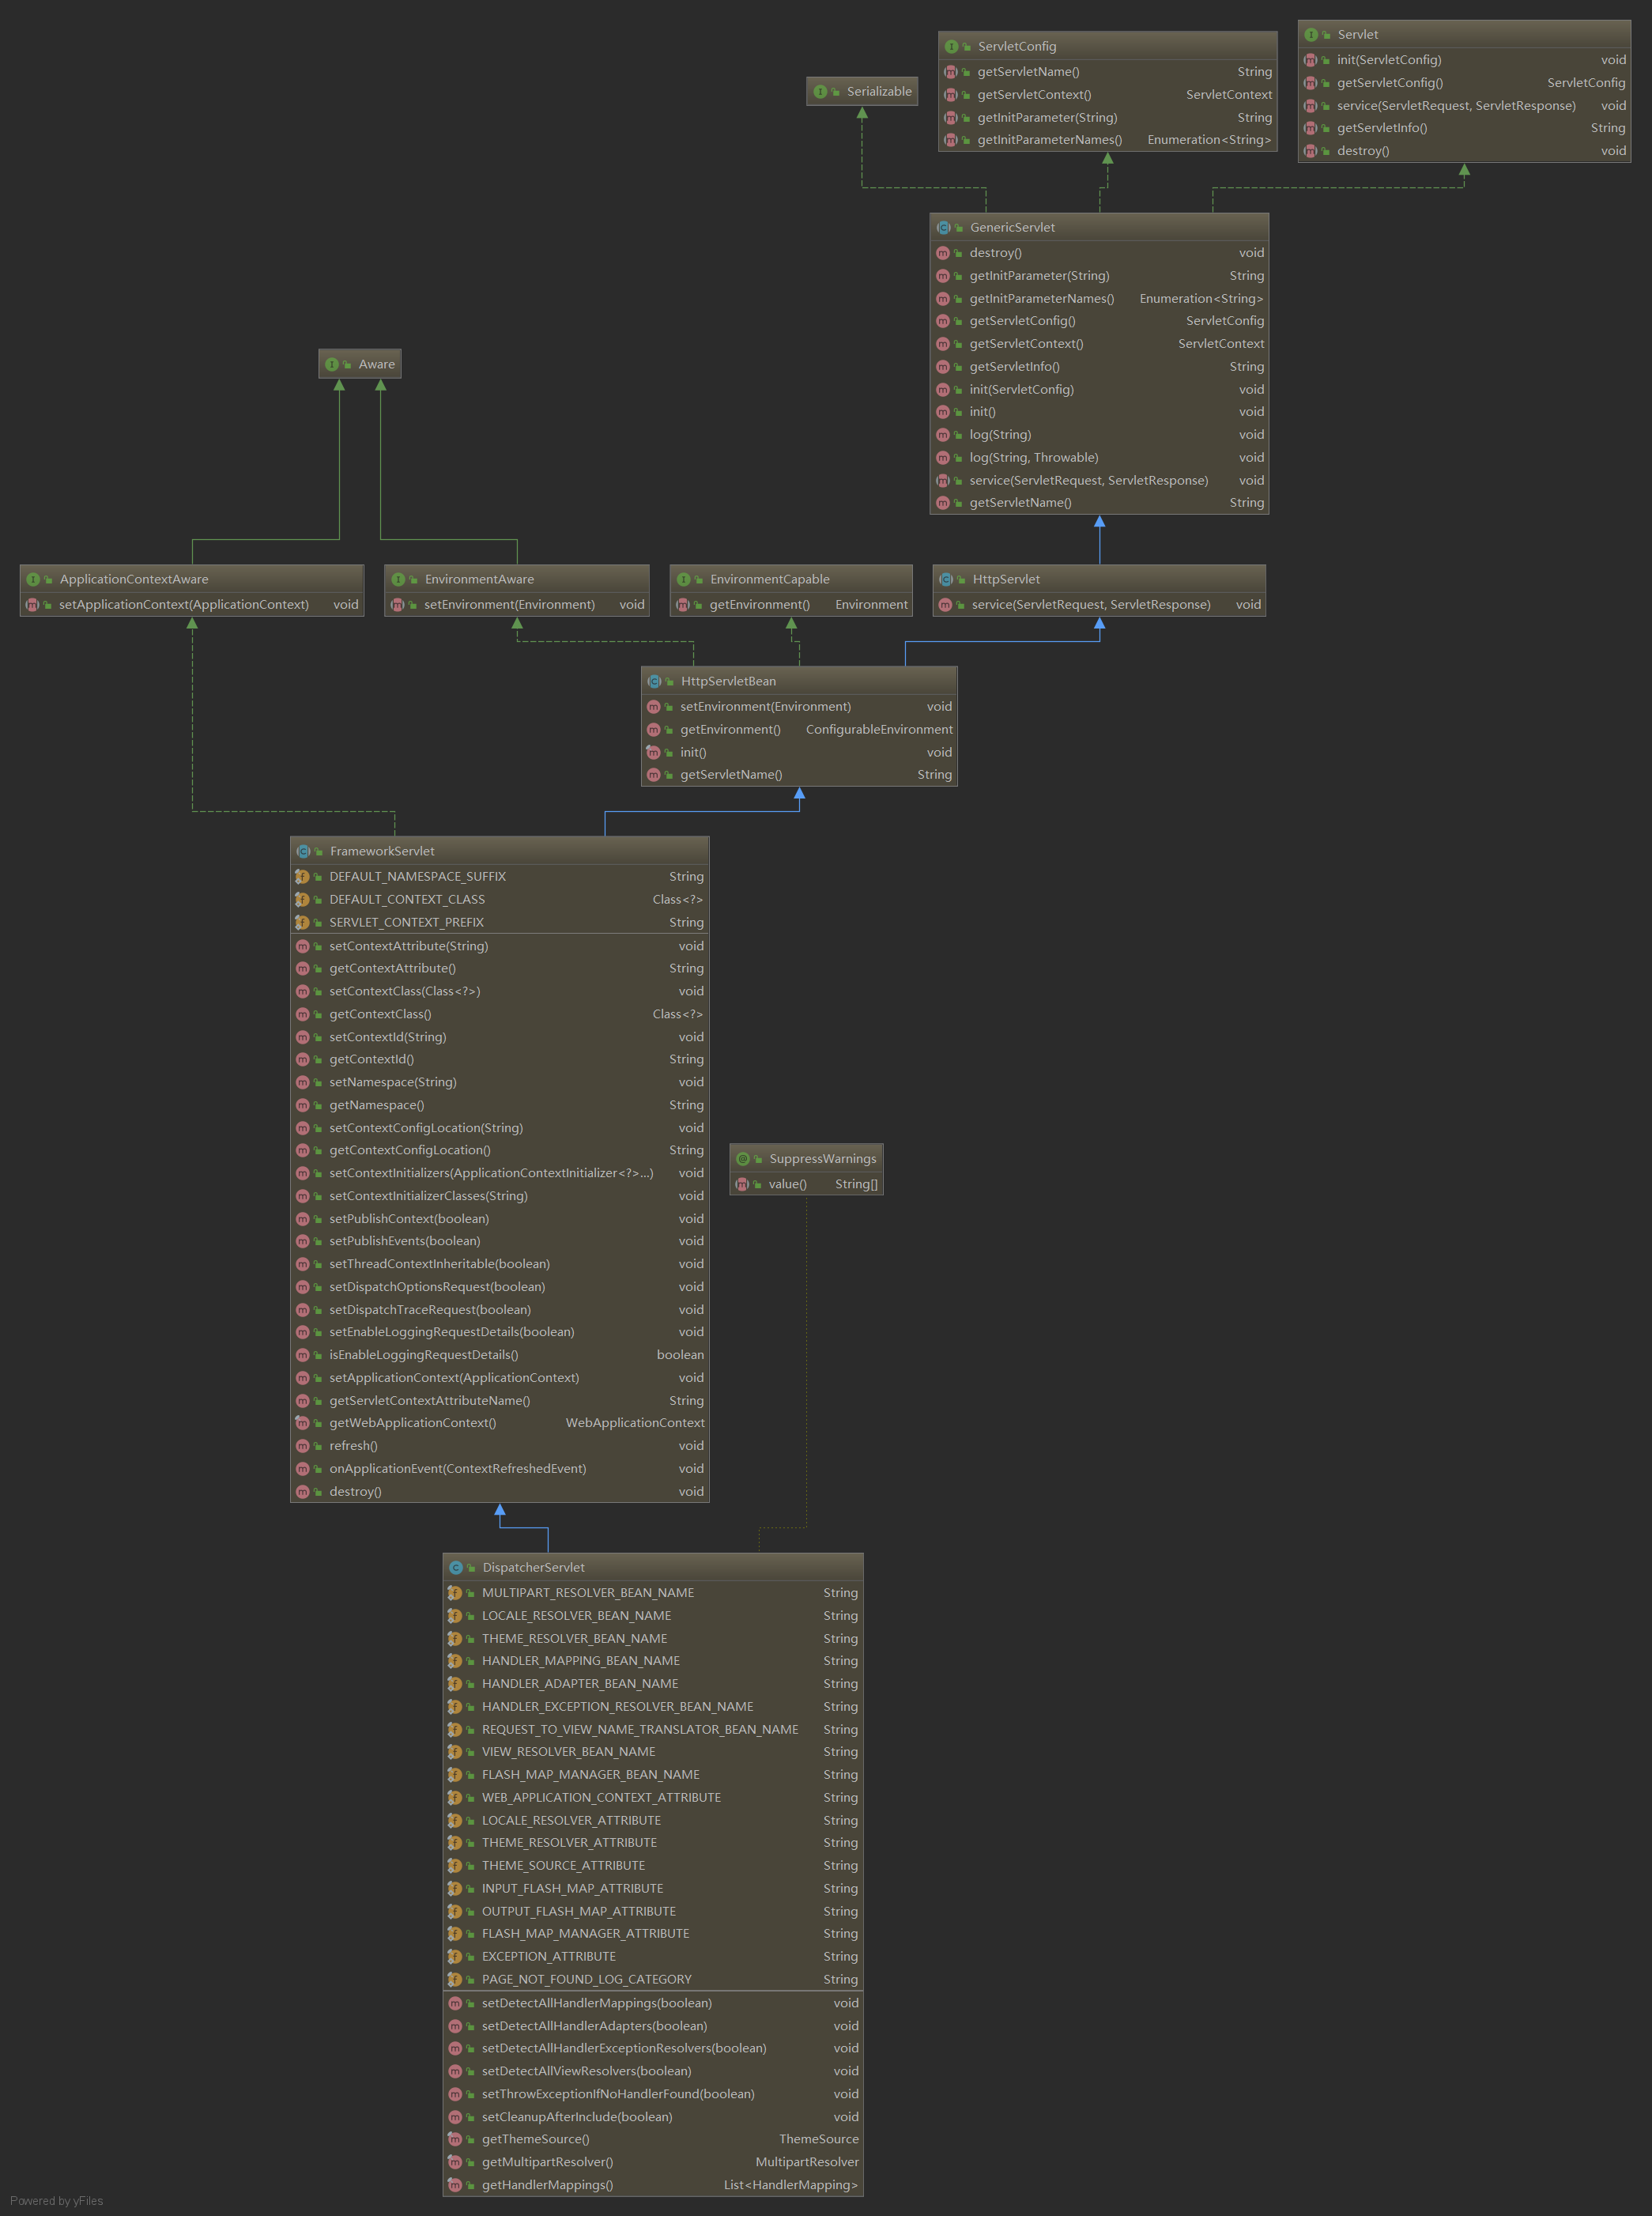 Servlet
init(ServletConfig) void
getServletConfig() ServletConfig
service(ServletRequest, ServletResponse) void
getServletInfo() String
destroy() void
ServletConfig
getServletName() String
getServletContext() ServletContext
getInitParameter(String) String
getInitParameterNames() Enumeration<String>
Serializable
GenericServlet
destroy() void
getInitParameter(String) String
getInitParameterNames() Enumeration<String>
getServletConfig() ServletConfig
getServletContext() ServletContext
getServletInfo() String
init(ServletConfig) void
init() void
log(String) void
log(String, Throwable) void
service(ServletRequest, ServletResponse) void
getServletName() String
Aware
ApplicationContextAware
setApplicationContext(ApplicationContext) void
EnvironmentAware
setEnvironment(Environment) void
EnvironmentCapable
getEnvironment() Environment
HttpServlet
service(ServletRequest, ServletResponse) void
HttpServletBean
setEnvironment(Environment) void
getEnvironment() ConfigurableEnvironment
init() void
getServletName() String
FrameworkServlet
DEFAULT_NAMESPACE_SUFFIX String
DEFAULT_CONTEXT_CLASS Class<?>
SERVLET_CONTEXT_PREFIX String
setContextAttribute(String) void
getContextAttribute() String
setContextClass(Class<?>) void
getContextClass() Class<?>
setContextId(String) void
getContextId() String
setNamespace(String) void
getNamespace() String
setContextConfigLocation(String) void
getContextConfigLocation() String
setContextInitializers(ApplicationContextInitializer<?>...) void
setContextInitializerClasses(String) void
setPublishContext(boolean) void
setPublishEvents(boolean) void
setThreadContextInheritable(boolean) void
setDispatchOptionsRequest(boolean) void
setDispatchTraceRequest(boolean) void
setEnableLoggingRequestDetails(boolean) void
isEnableLoggingRequestDetails() boolean
setApplicationContext(ApplicationContext) void
getServletContextAttributeName() String
getWebApplicationContext() WebApplicationContext
refresh() void
onApplicationEvent(ContextRefreshedEvent) void
destroy() void
SuppressWarnings
value() String[]
DispatcherServlet
MULTIPART_RESOLVER_BEAN_NAME String
LOCALE_RESOLVER_BEAN_NAME String
THEME_RESOLVER_BEAN_NAME String
HANDLER_MAPPING_BEAN_NAME String
HANDLER_ADAPTER_BEAN_NAME String
HANDLER_EXCEPTION_RESOLVER_BEAN_NAME String
REQUEST_TO_VIEW_NAME_TRANSLATOR_BEAN_NAME String
VIEW_RESOLVER_BEAN_NAME String
FLASH_MAP_MANAGER_BEAN_NAME String
WEB_APPLICATION_CONTEXT_ATTRIBUTE String
LOCALE_RESOLVER_ATTRIBUTE String
THEME_RESOLVER_ATTRIBUTE String
THEME_SOURCE_ATTRIBUTE String
INPUT_FLASH_MAP_ATTRIBUTE String
OUTPUT_FLASH_MAP_ATTRIBUTE String
FLASH_MAP_MANAGER_ATTRIBUTE String
EXCEPTION_ATTRIBUTE String
PAGE_NOT_FOUND_LOG_CATEGORY String
setDetectAllHandlerMappings(boolean) void
setDetectAllHandlerAdapters(boolean) void
setDetectAllHandlerExceptionResolvers(boolean) void
setDetectAllViewResolvers(boolean) void
setThrowExceptionIfNoHandlerFound(boolean) void
setCleanupAfterInclude(boolean) void
getThemeSource() ThemeSource
getMultipartResolver() MultipartResolver
getHandlerMappings() List<HandlerMapping>
Powered by yFiles